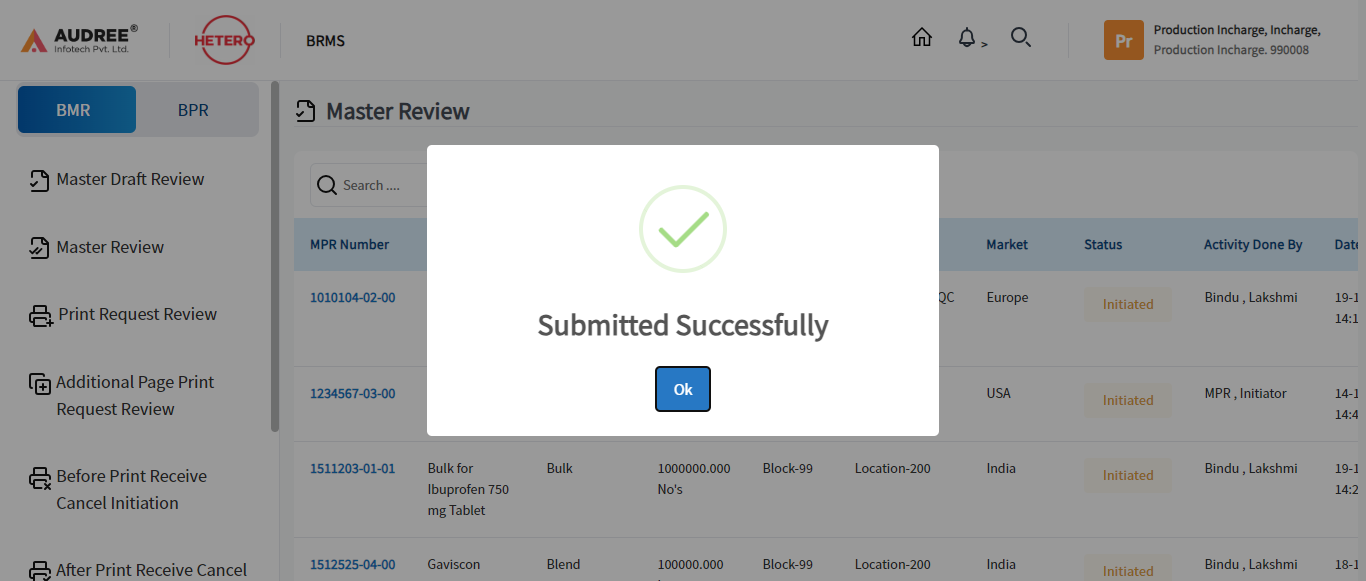 AUDREE®
Infotech Pvt. Ltd.
HETERO
BRMS
>
Pr
Production Incharge, Incharge,
Production Incharge. 990008
BMR
BPR
Master Draft Review
Master Review
Print Request Review
Additional Page Print
Request Review
Before Print Receive
Cancel Initiation
After Print Receive Cancel
Master Review
Search ....
MPR Number Market Status Activity Done By Date
1010104-02-00 QC Europe Initiated Bindu , Lakshmi 19-1
14:1
1234567-03-00 USA Initiated MPR , Initiator 14-1
14:4
1511203-01-01 Bulk for Bulk 1000000.000 Block-99 Location-200 India Initiated Bindu , Lakshmi 19-1
Ibuprofen 750 No's 14:2
mg Tablet
1512525-04-00 Gaviscon Blend 100000.000 Block-99 Location-200 India Initiated Bindu , Lakshmi 18-1
Submitted Successfully
Ok